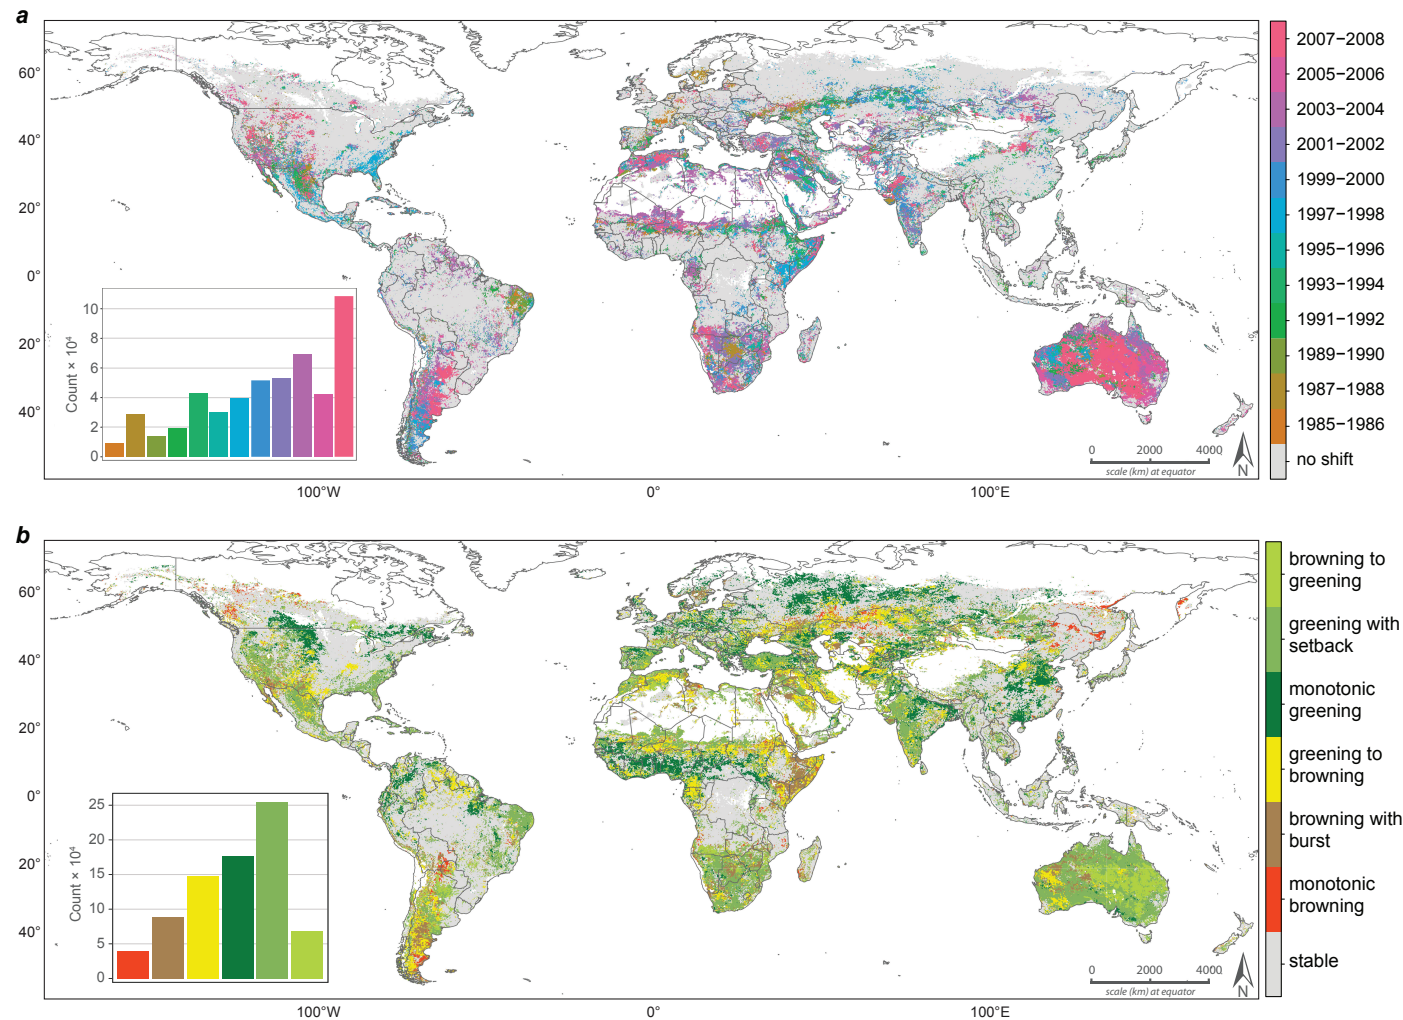 a
60°
40°
20°
0°
20°
40°
Count × 10⁴
10
8
6
4
2
0
0 2000 4000
scale (km) at equator
N
100°W 0° 100°E
2007−2008
2005−2006
2003−2004
2001−2002
1999−2000
1997−1998
1995−1996
1993−1994
1991−1992
1989−1990
1987−1988
1985−1986
no shift
b
60°
40°
20°
0°
20°
40°
Count × 10⁴
25
20
15
10
5
0
0 2000 4000
scale (km) at equator
N
100°W 0° 100°E
browning to
greening
greening with
setback
monotonic
greening
greening to
browning
browning with
burst
monotonic
browning
stable